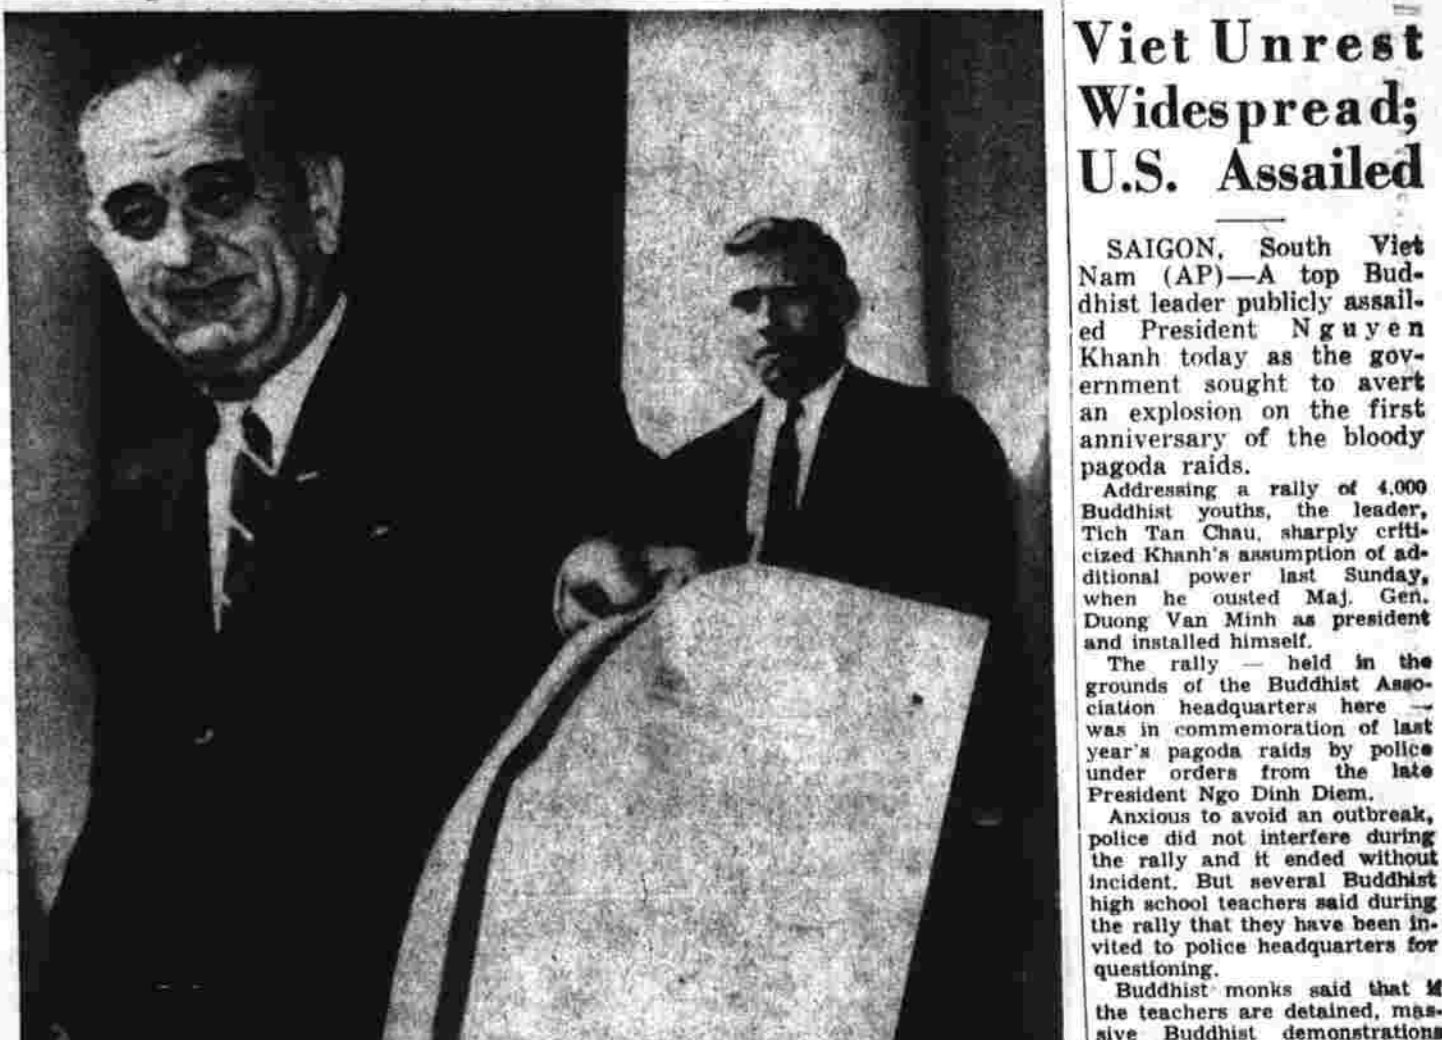 Viet Unrest
Widespread;
U.S. Assailed
SAIGON, South Viet
Nam (AP)—A top Bud-
dhist leader publicly assail-
ed President Nguyen
Khanh today as the gov-
ernment sought to avert
an explosion on the first
anniversary of the bloody
pagoda raids.
Addressing a rally of 4,000
Buddhist youths, the leader,
Tich Tan Chau, sharply criti-
cized Khanh's assumption of ad-
ditional power last Sunday,
when he ousted Maj. Gen.
Duong Van Minh as president
and installed himself.
The rally — held in the
grounds of the Buddhist Asso-
ciation headquarters here —
was in commemoration of last
year's pagoda raids by police
under orders from the late
President Ngo Dinh Diem.
Anxious to avoid an outbreak,
police did not interfere during
the rally and it ended without
incident. But several Buddhist
high school teachers said during
the rally that they have been in-
vited to police headquarters for
questioning.
Buddhist monks said that if
the teachers are detained, mas-
sive Buddhist demonstrations